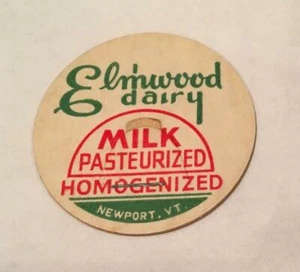 Elmwood
dairy
MILK
PASTEURIZED
HOMOGENIZED
NEWPORT, VT.